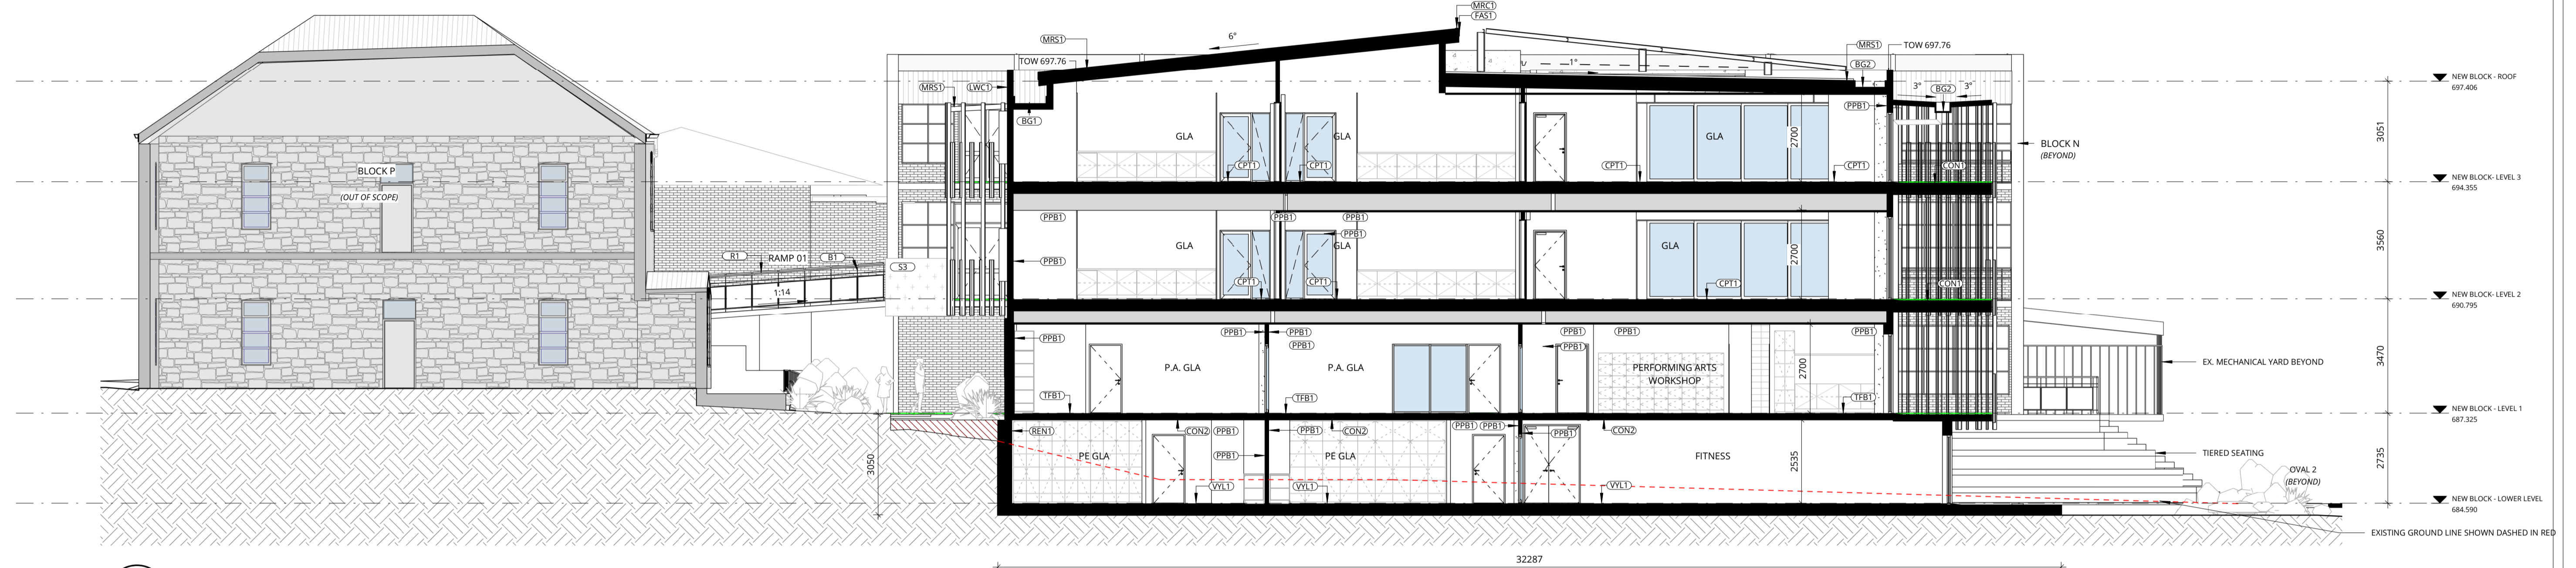 MRC1
FAS1
6°
MRS1
TOW 697.76
MRS1
TOW 697.76
1°
BG2
NEW BLOCK - ROOF
697.406
MRS1
LWC1
3°
BG2
3°
PPB1
BG1
GLA
GLA
GLA
2700
3051
BLOCK N
(BEYOND)
BLOCK P
(OUT OF SCOPE)
CPT1
CPT1
CPT1
CPT1
CON1
NEW BLOCK- LEVEL 3
694.355
PPB1
PPB1
PPB1
PPB1
GLA
GLA
GLA
2700
3560
R1
RAMP 01
B1
S3
PPB1
1:14
CPT1
CPT1
CPT1
CON1
NEW BLOCK- LEVEL 2
690.795
PPB1
PPB1
PPB1
PPB1
PPB1
PPB1
PPB1
PPB1
P.A. GLA
P.A. GLA
PERFORMING ARTS
WORKSHOP
2700
3470
EX. MECHANICAL YARD BEYOND
TFB1
TFB1
TFB1
NEW BLOCK - LEVEL 1
687.325
REN1
CON2
PPB1
PPB1
CON2
PPB1
PPB1
PPB1
CON2
3050
PE GLA
PPB1
PE GLA
FITNESS
2535
2735
TIERED SEATING
OVAL 2
(BEYOND)
VYL1
VYL1
VYL1
NEW BLOCK - LOWER LEVEL
684.590
EXISTING GROUND LINE SHOWN DASHED IN RED
32287